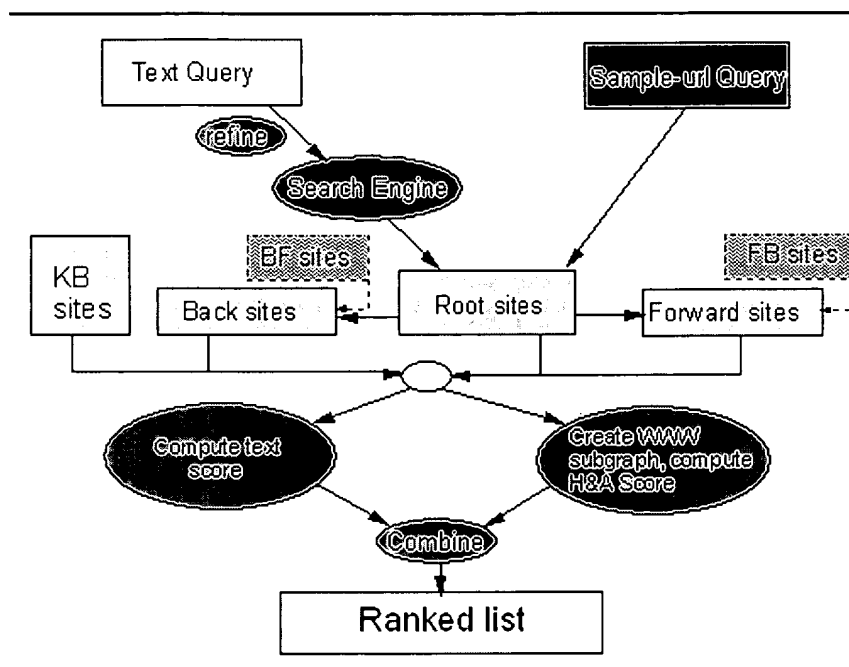 Text Query
Sample-url Query
refine
Search Engine
KB
sites
BF sites
FB sites
Back sites
Root sites
Forward sites
Compute text
score
Create WWW
subgraph, compute
H&A Score
Combine
Ranked list